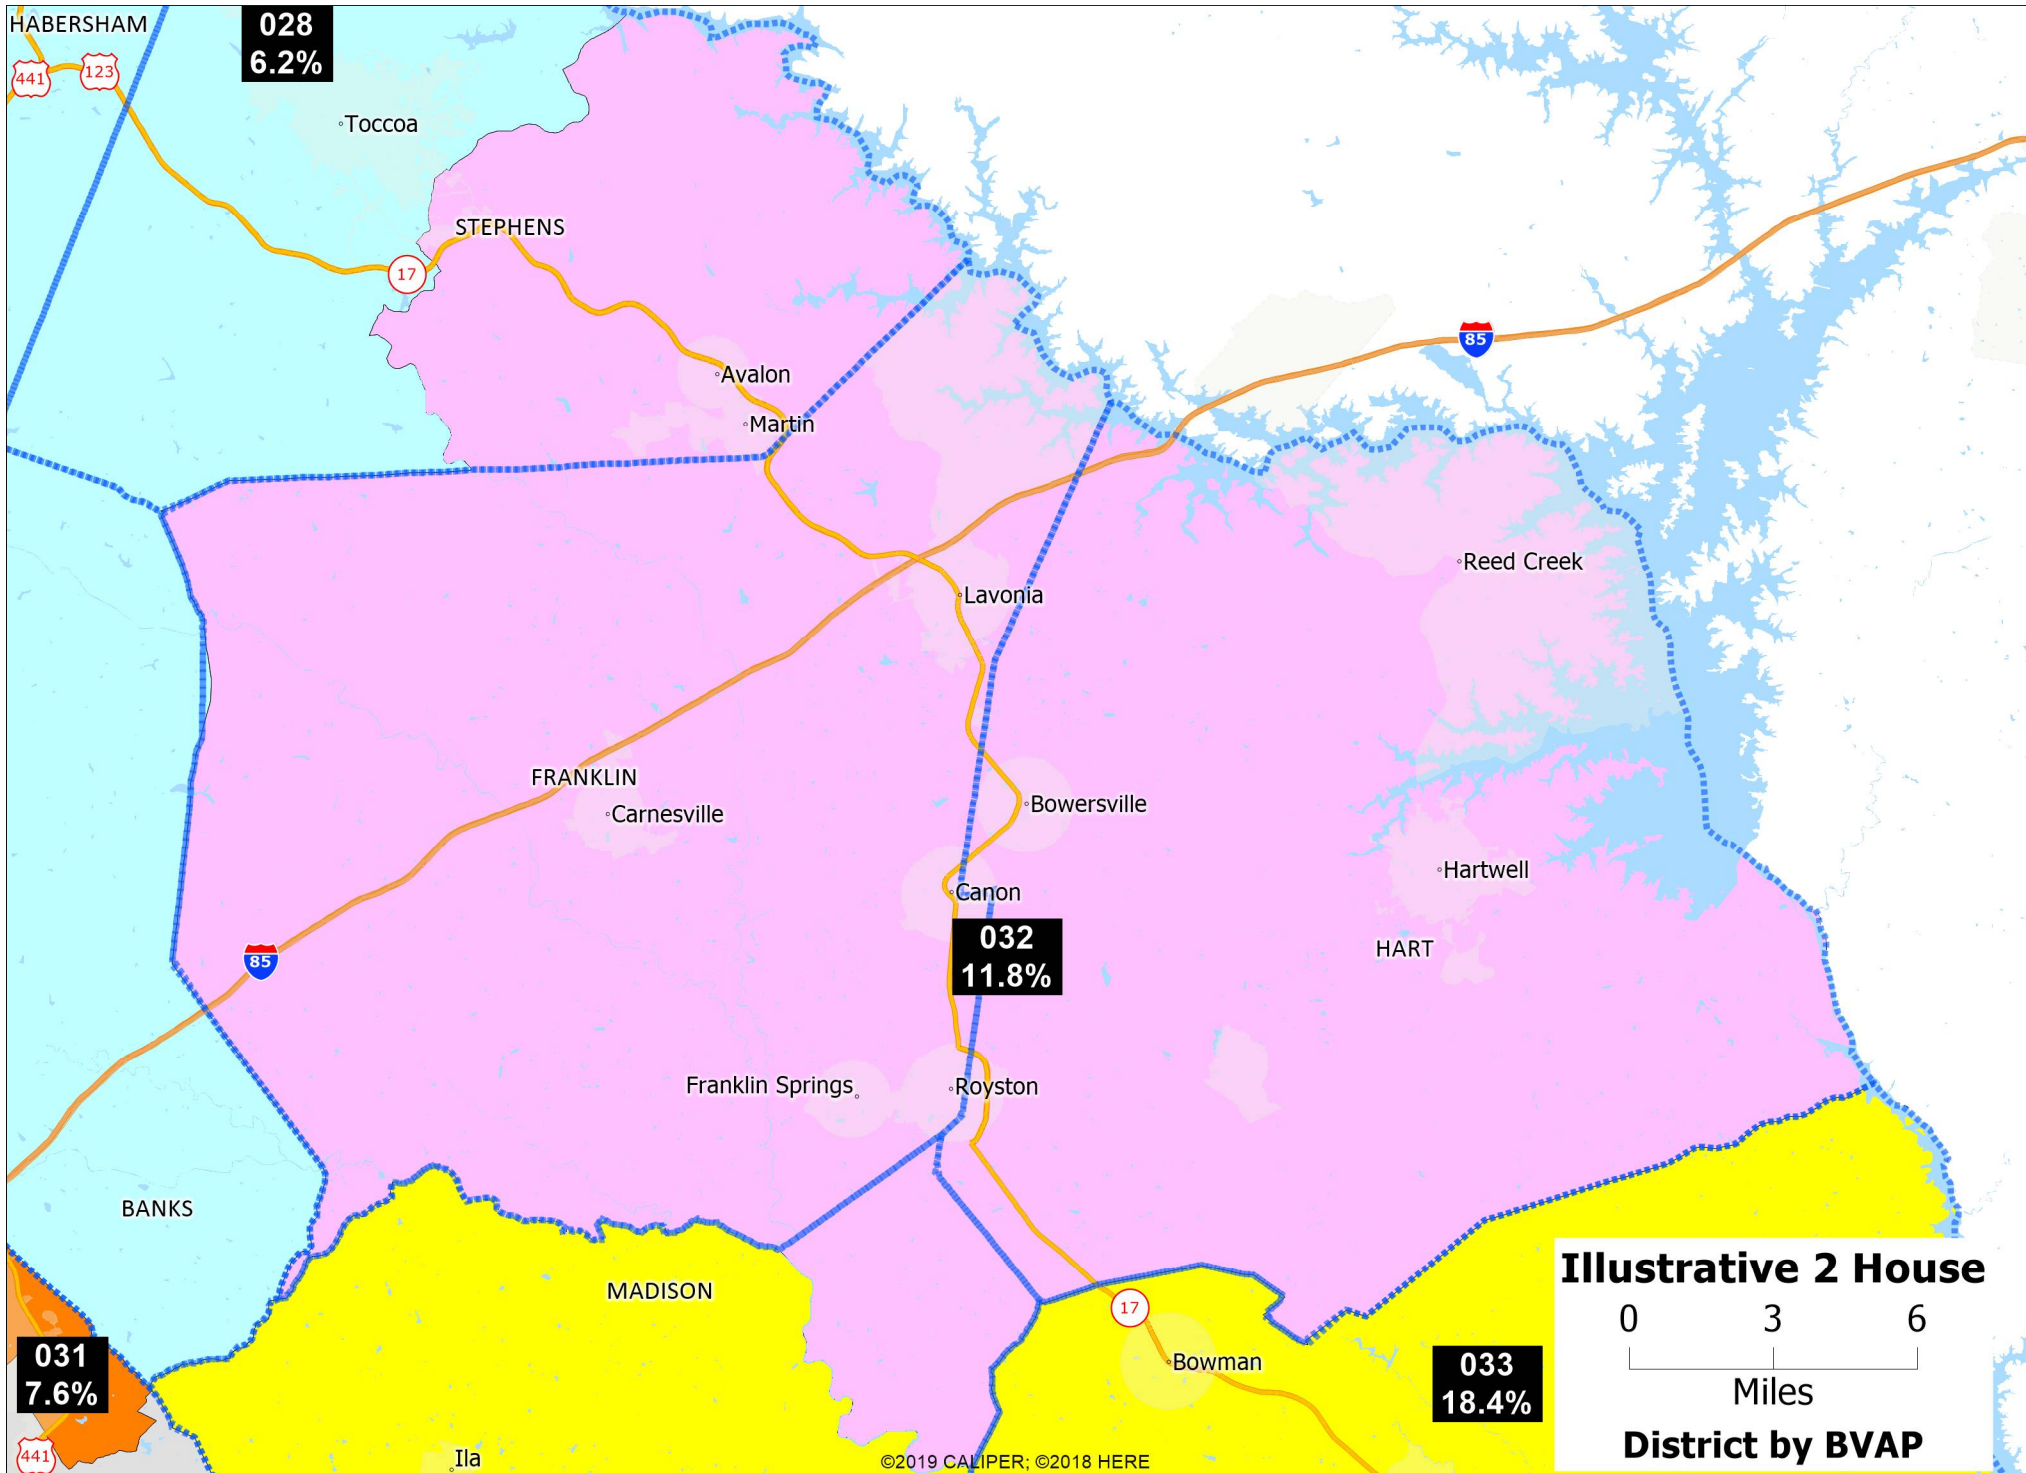 HABERSHAM
028
6.2%
441
123
Toccoa
STEPHENS
17
85
Avalon
Martin
Reed Creek
Lavonia
FRANKLIN
Carnesville
Bowersville
Hartwell
Canon
032
11.8%
HART
85
Franklin Springs
Royston
BANKS
MADISON
17
Bowman
031
7.6%
033
18.4%
441
Ila
Illustrative 2 House
0 3 6
Miles
District by BVAP
©2019 CALIPER; ©2018 HERE